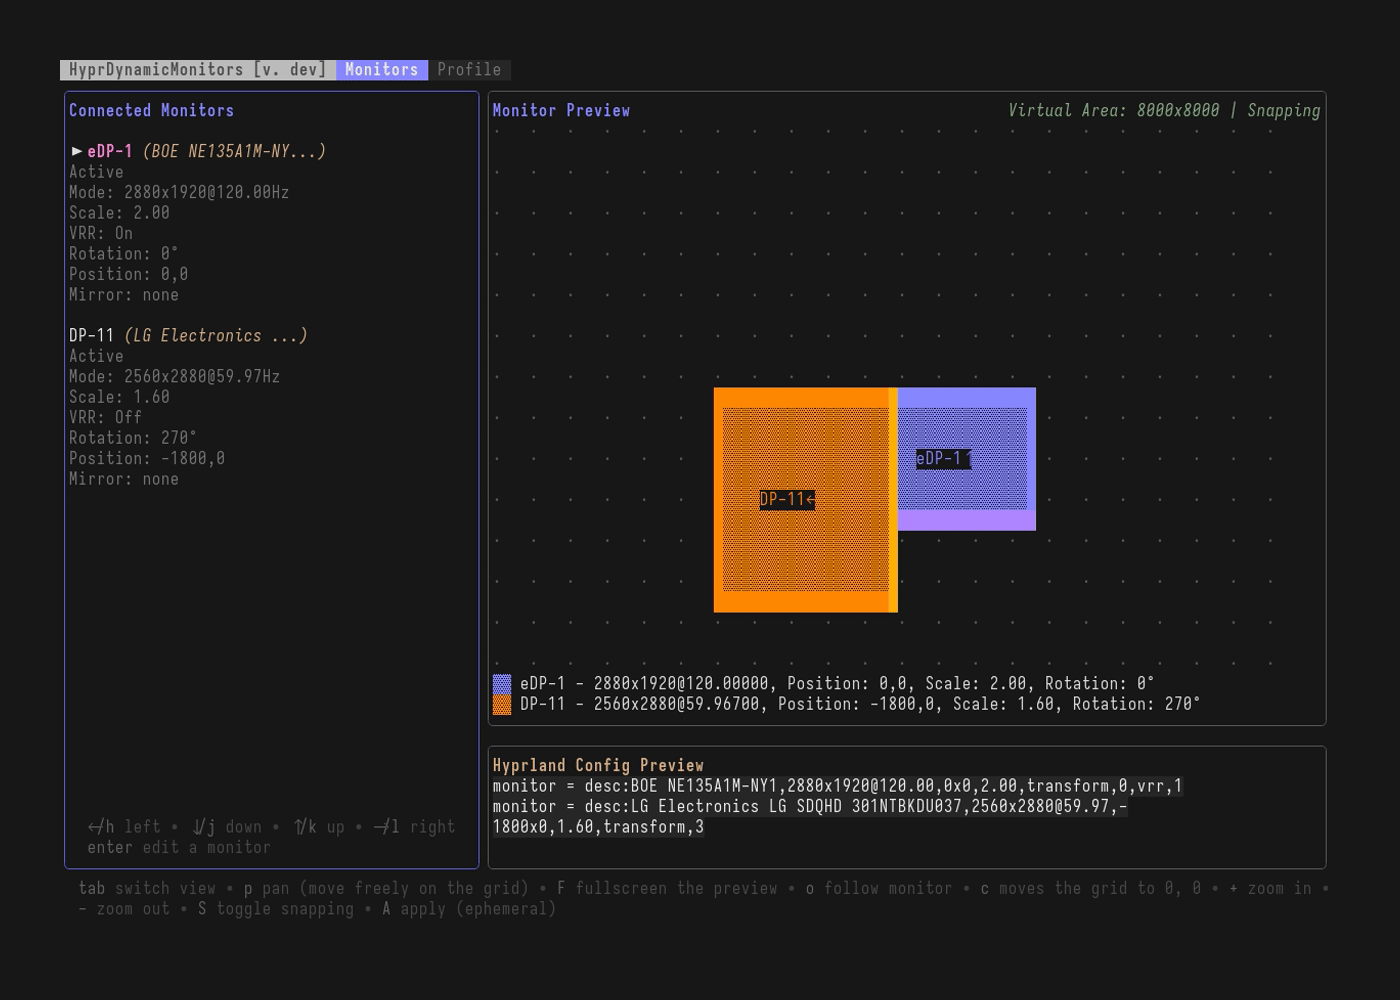 HyprDynamicMonitors [v. dev] Monitors Profile
Connected Monitors
►eDP-1 (BOE NE135A1M-NY...)
Active
Mode: 2880x1920@120.00Hz
Scale: 2.00
VRR: On
Rotation: 0°
Position: 0,0
Mirror: none
DP-11 (LG Electronics ...)
Active
Mode: 2560x2880@59.97Hz
Scale: 1.60
VRR: Off
Rotation: 270°
Position: -1800,0
Mirror: none
←/h left • ↓/j down • ↑/k up • →/l right
enter edit a monitor
Monitor Preview
Virtual Area: 8000x8000 | Snapping
eDP-1↑
DP-11←
eDP-1 - 2880x1920@120.00000, Position: 0,0, Scale: 2.00, Rotation: 0°
DP-11 - 2560x2880@59.96700, Position: -1800,0, Scale: 1.60, Rotation: 270°
Hyprland Config Preview
monitor = desc:BOE NE135A1M-NY1,2880x1920@120.00,0x0,2.00,transform,0,vrr,1
monitor = desc:LG Electronics LG SDQHD 301NTBKDU037,2560x2880@59.97,-
1800x0,1.60,transform,3
tab switch view • p pan (move freely on the grid) • F fullscreen the preview • o follow monitor • c moves the grid to 0, 0 • + zoom in •
- zoom out • S toggle snapping • A apply (ephemeral)